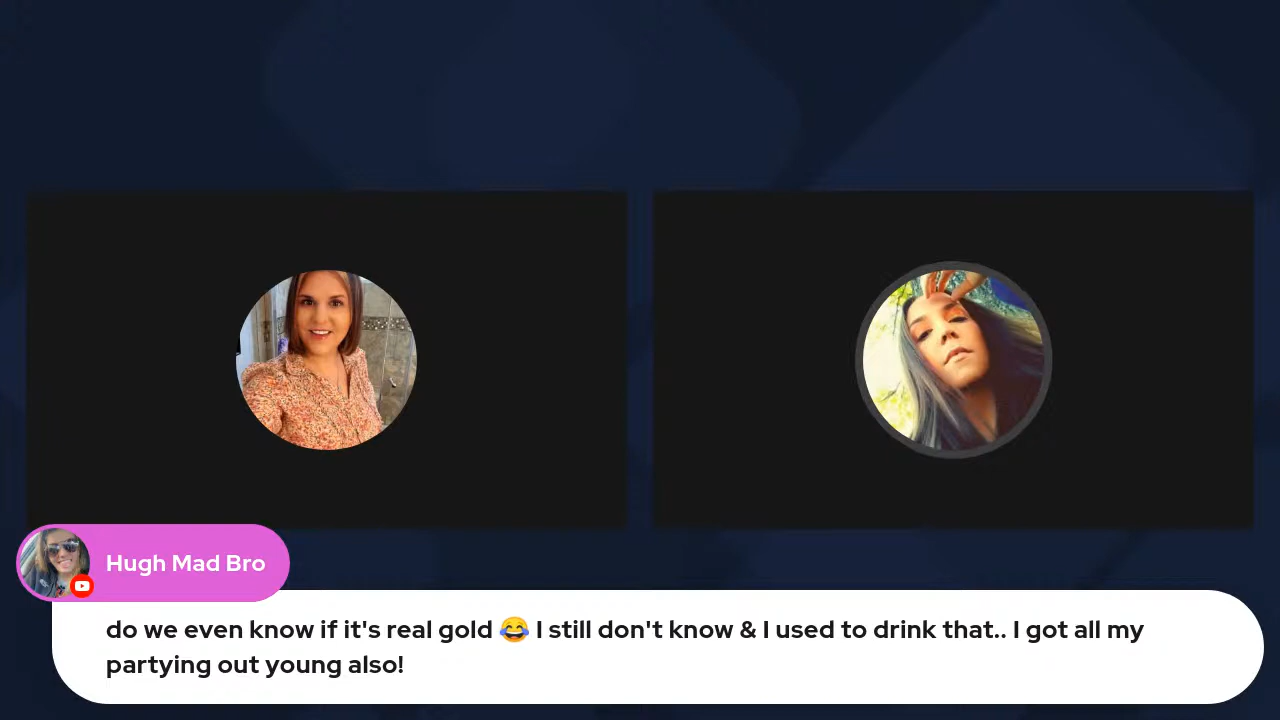 Hugh Mad Bro
do we even know if it's real gold 😂 I still don't know & I used to drink that.. I got all my
partying out young also!